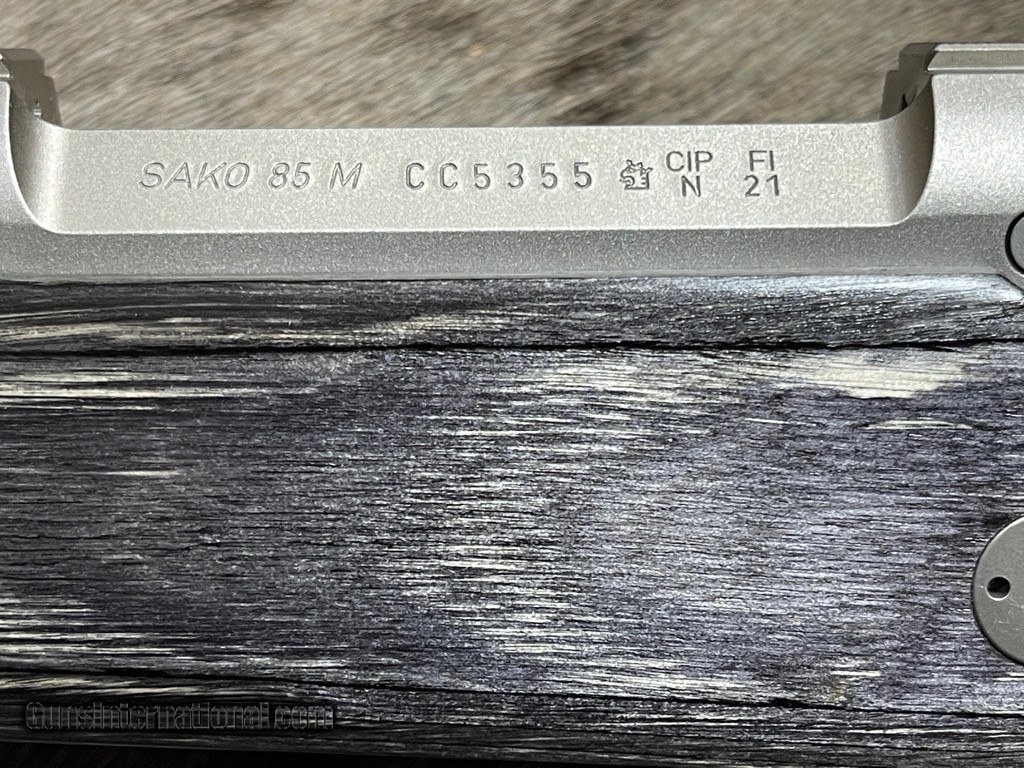 SAKO 85 M CC5355 CIP FI
N 21
GunsInternational.com